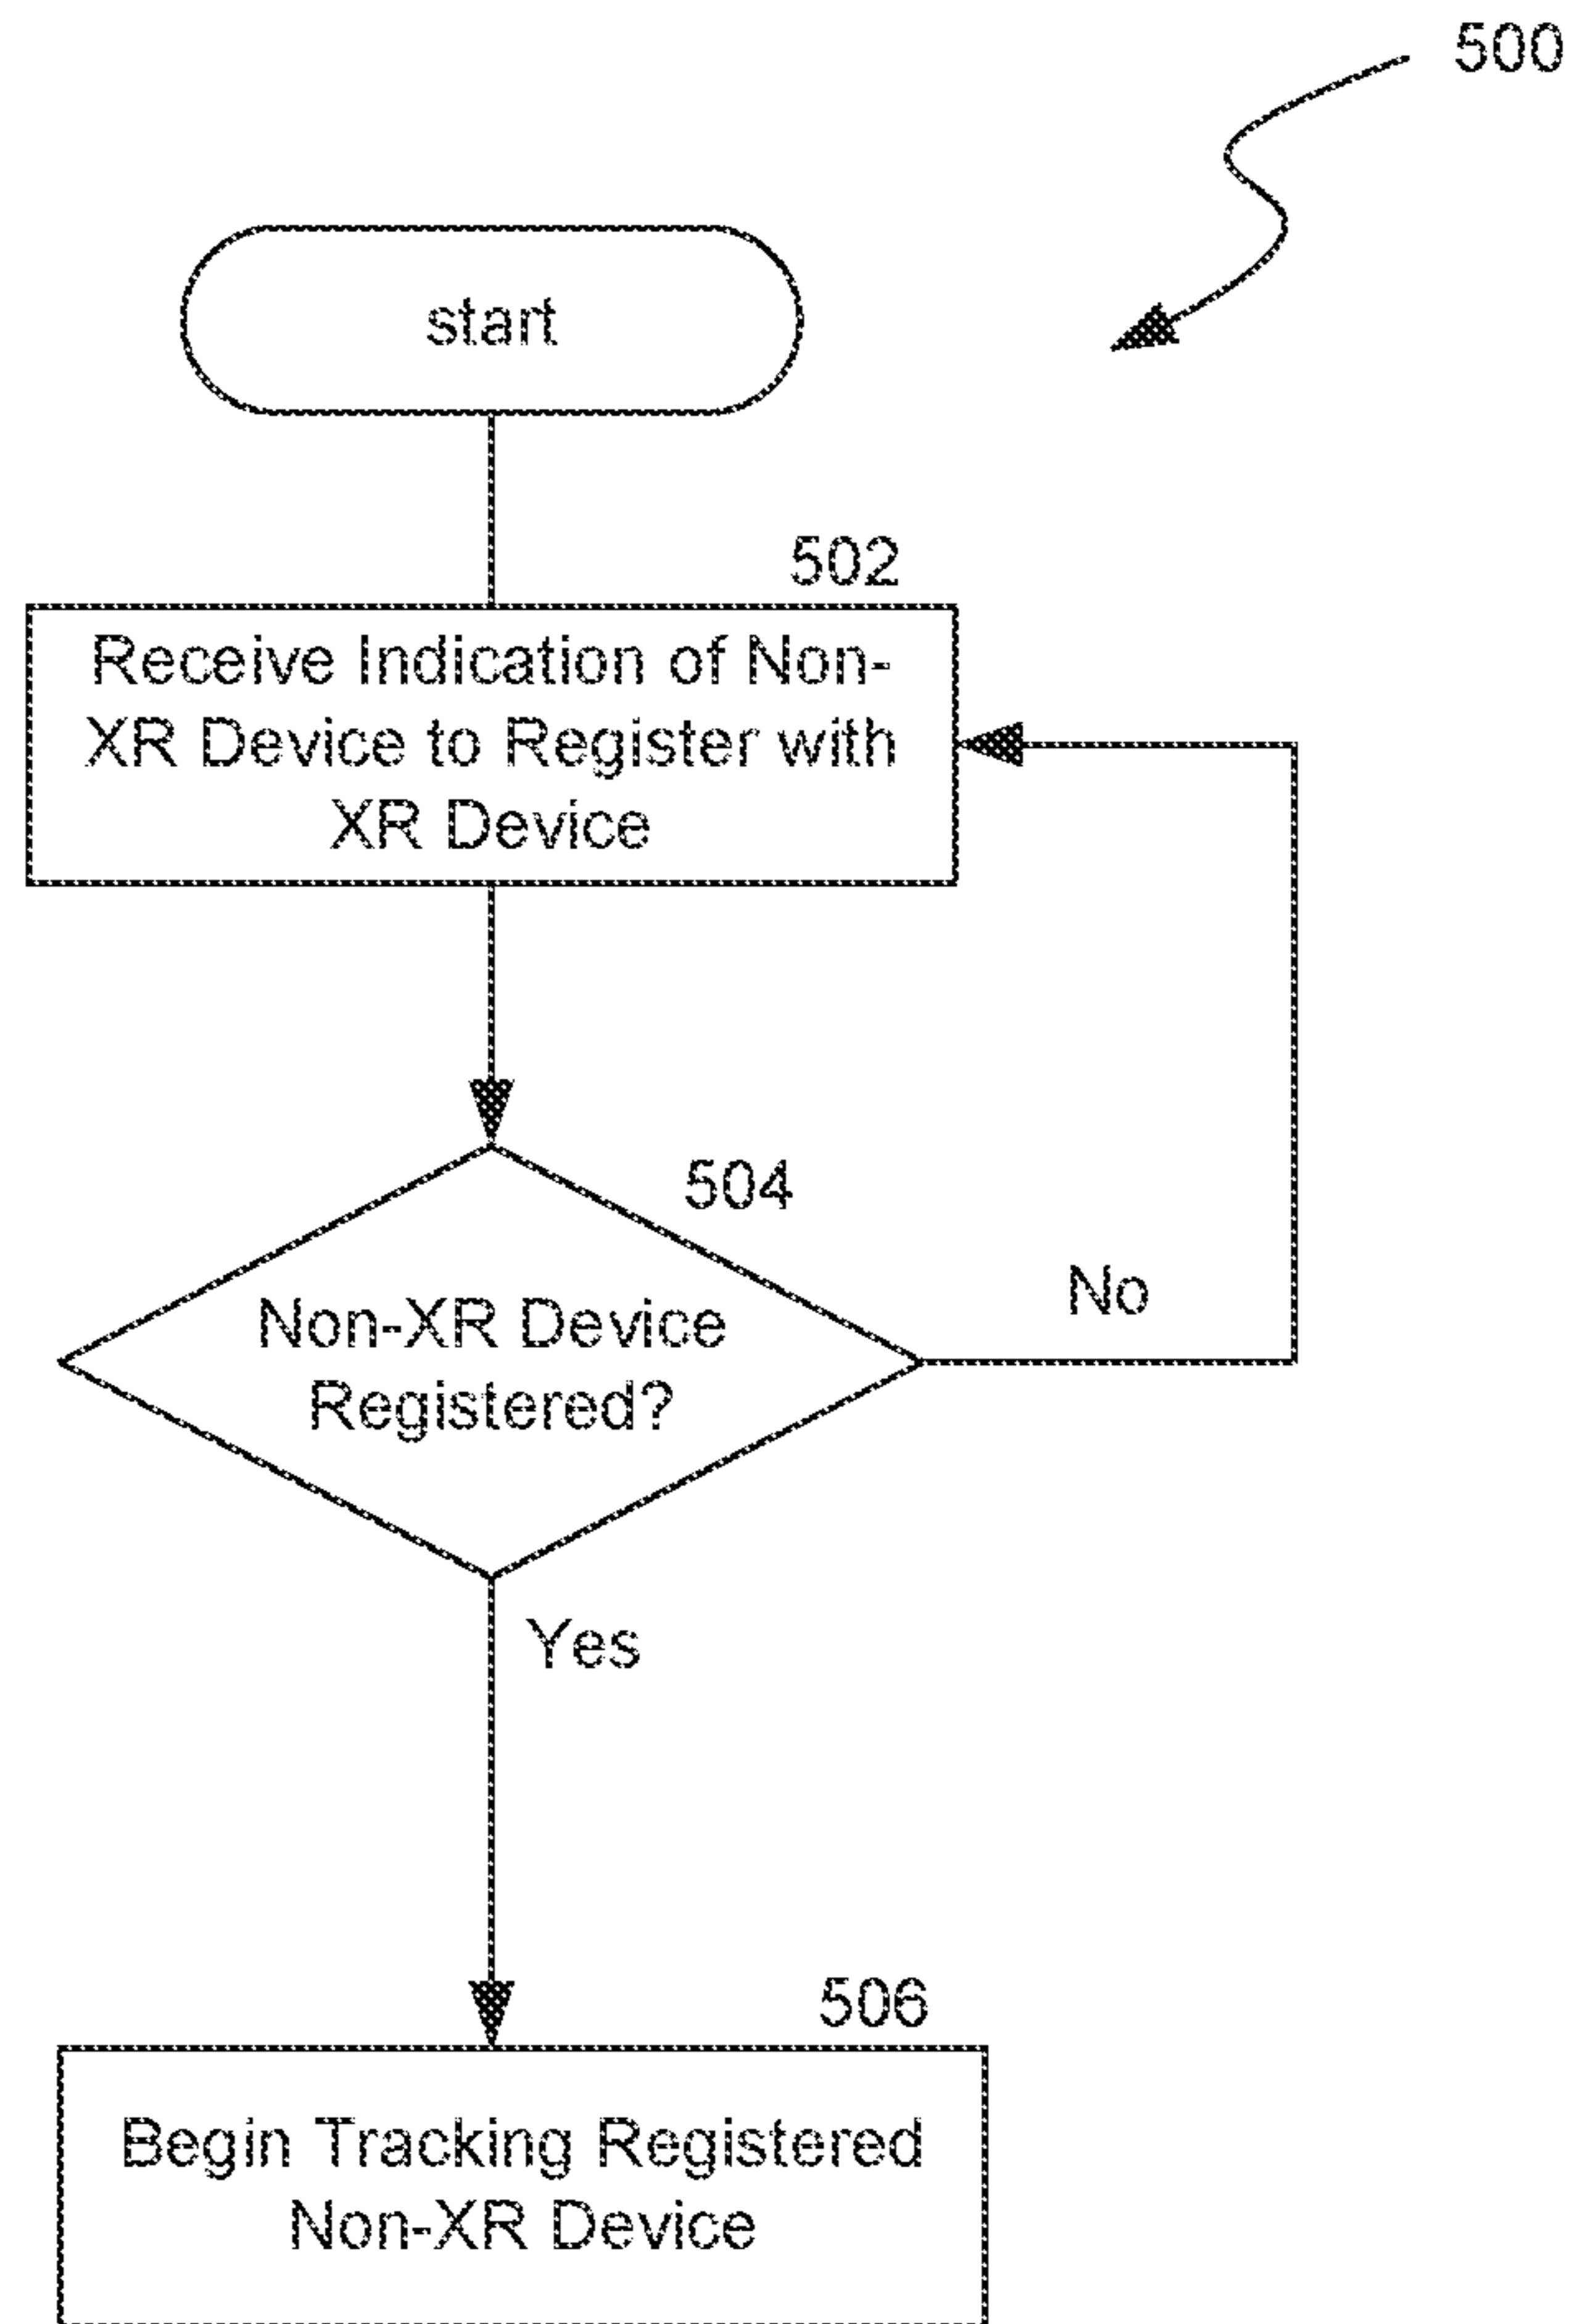 500
start
502
Receive Indication of Non-
XR Device to Register with
XR Device
504
Non-XR Device
Registered?
No
Yes
506
Begin Tracking Registered
Non-XR Device